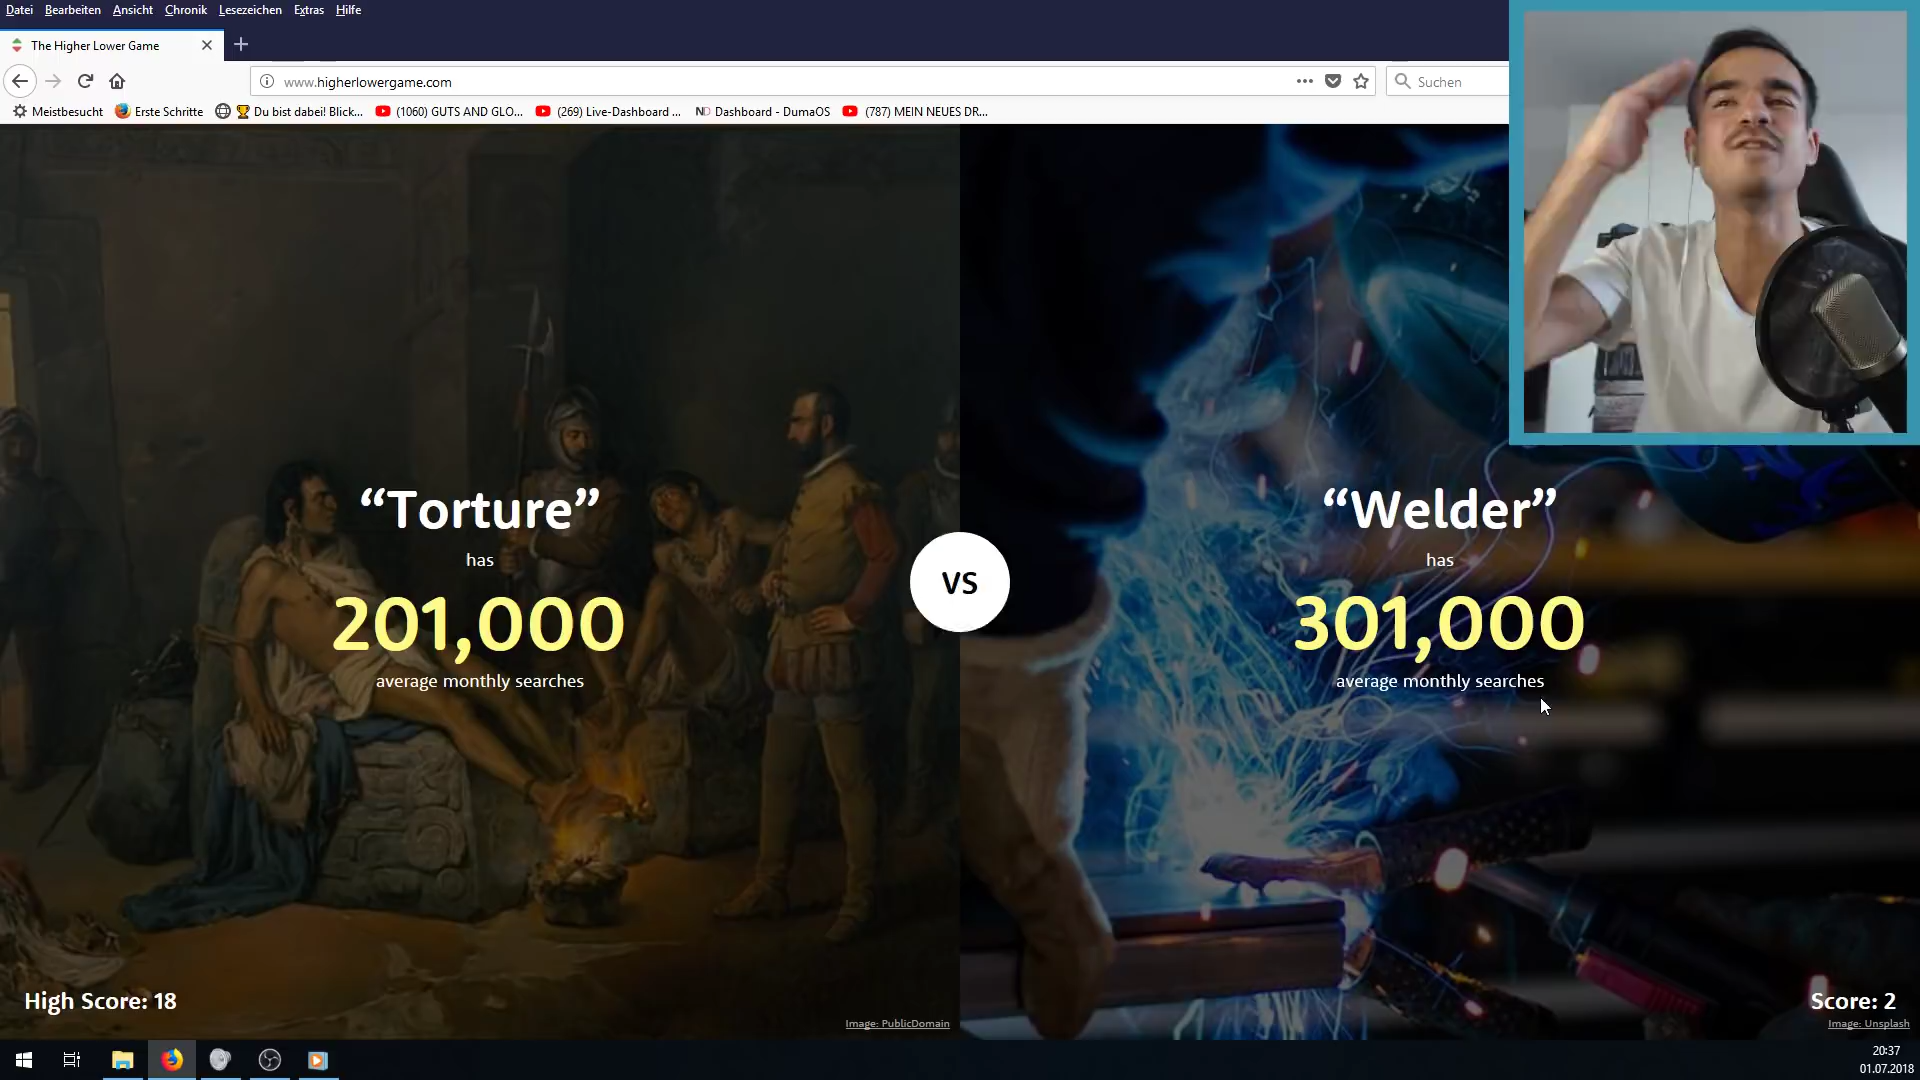 Datei Bearbeiten Ansicht Chronik Lesezeichen Extras Hilfe
The Higher Lower Game
www.higherlowergame.com
Suchen
Meistbesucht Erste Schritte Du bist dabei! Blick... (1060) GUTS AND GLO... (269) Live-Dashboard ... ND Dashboard - DumaOS (787) MEIN NEUES DR...
“Torture”
has
201,000
average monthly searches
VS
“Welder”
has
301,000
average monthly searches
High Score: 18
Image: PublicDomain
Score: 2
Image: Unsplash
20:37
01.07.2018